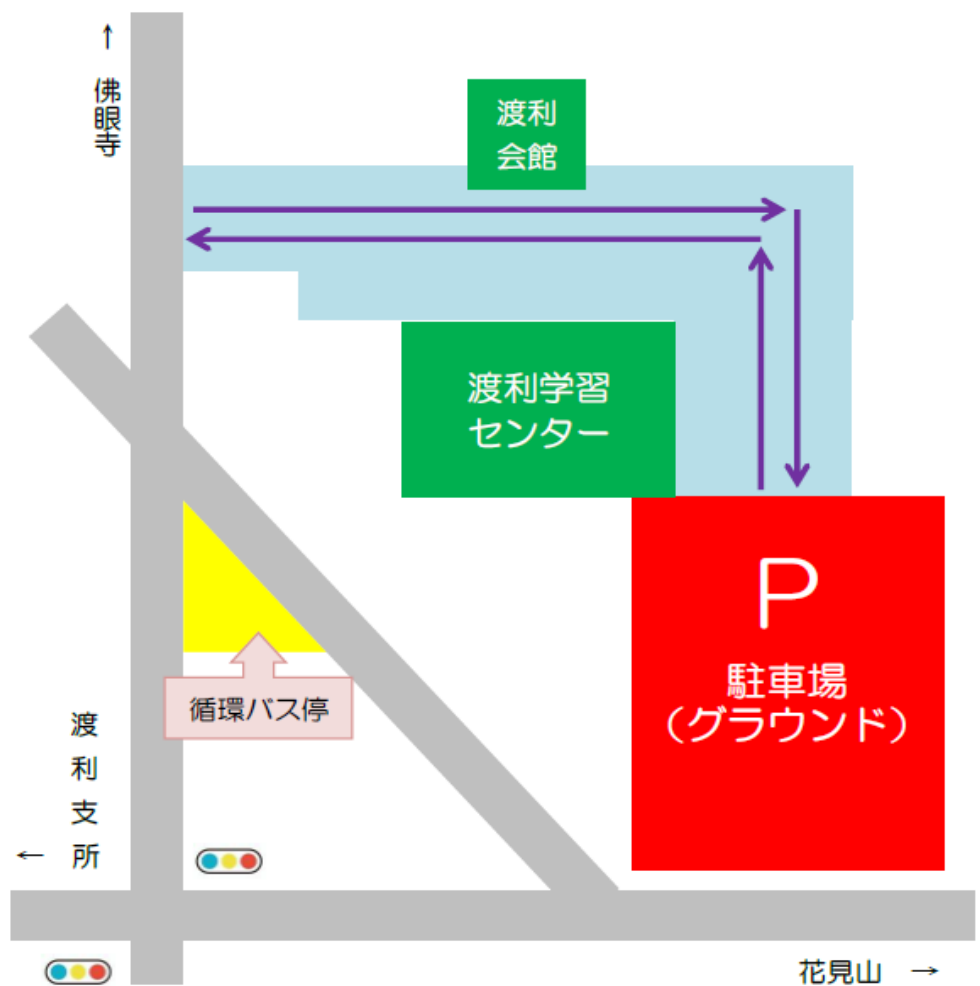 ↑
佛眼寺
渡利
会館
渡利学習
センター
P
駐車場
(グラウンド)
循環バス停
渡利支所
←
花見山 →